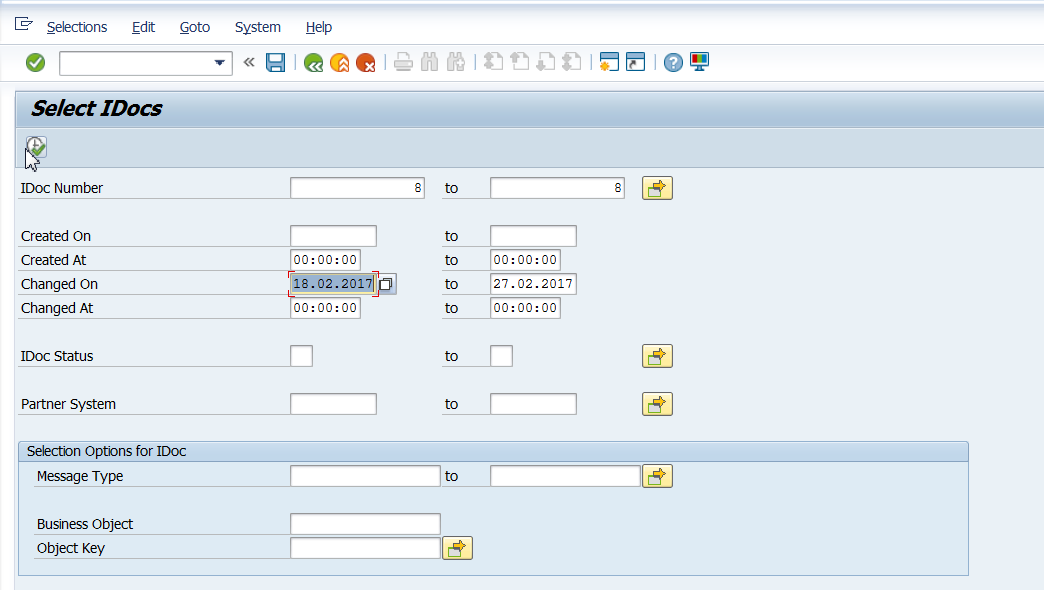 Selections Edit Goto System Help
Select IDocs
IDoc Number 8 to 8
Created On to
Created At 00:00:00 to 00:00:00
Changed On 18.02.2017 to 27.02.2017
Changed At 00:00:00 to 00:00:00
IDoc Status to
Partner System to
Selection Options for IDoc
Message Type to
Business Object
Object Key